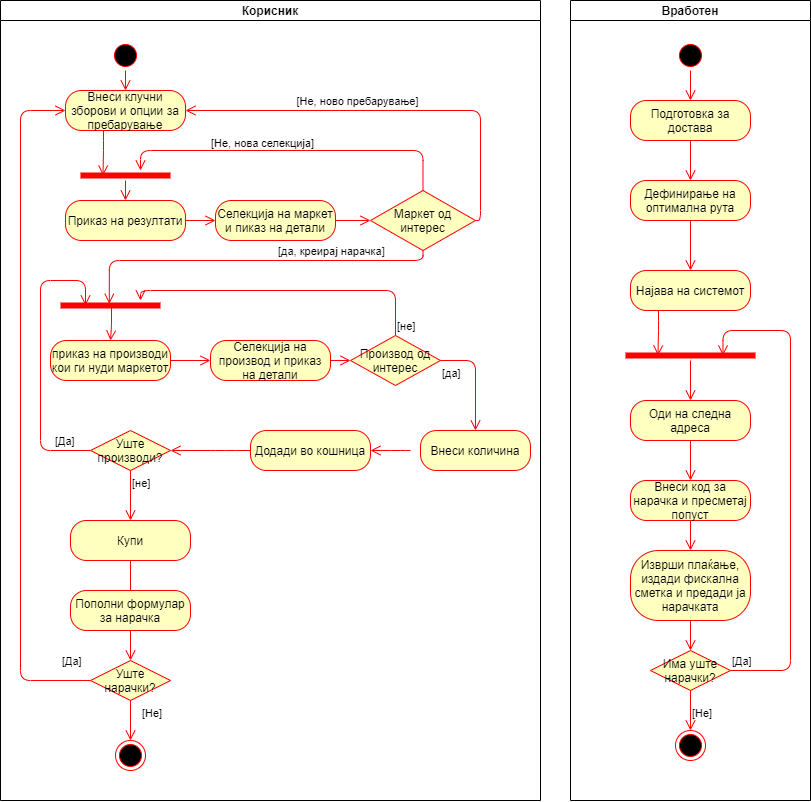 Корисник
Внеси клучни
зборови и опции за
пребарување
[Не, ново пребарување]
[Не, нова селекција]
Приказ на резултати
Селекција на маркет
и пиказ на детали
Маркет од
интерес
[да, креирај нарачка]
приказ на производи
кои ги нуди маркетот
Селекција на
производ и приказ
на детали
Производ од
интерес
[не]
[да]
Внеси количина
Додади во кошница
Уште
производи?
[Да]
[не]
Купи
Пополни формулар
за нарачка
Уште
нарачки?
[Да]
[Не]
Вработен
Подготовка за
достава
Дефинирање на
оптимална рута
Најава на системот
Оди на следна
адреса
Внеси код за
нарачка и пресметај
попуст
Изврши плаќање,
издади фискална
сметка и предади ја
нарачката
Има уште
нарачки?
[Да]
[Не]